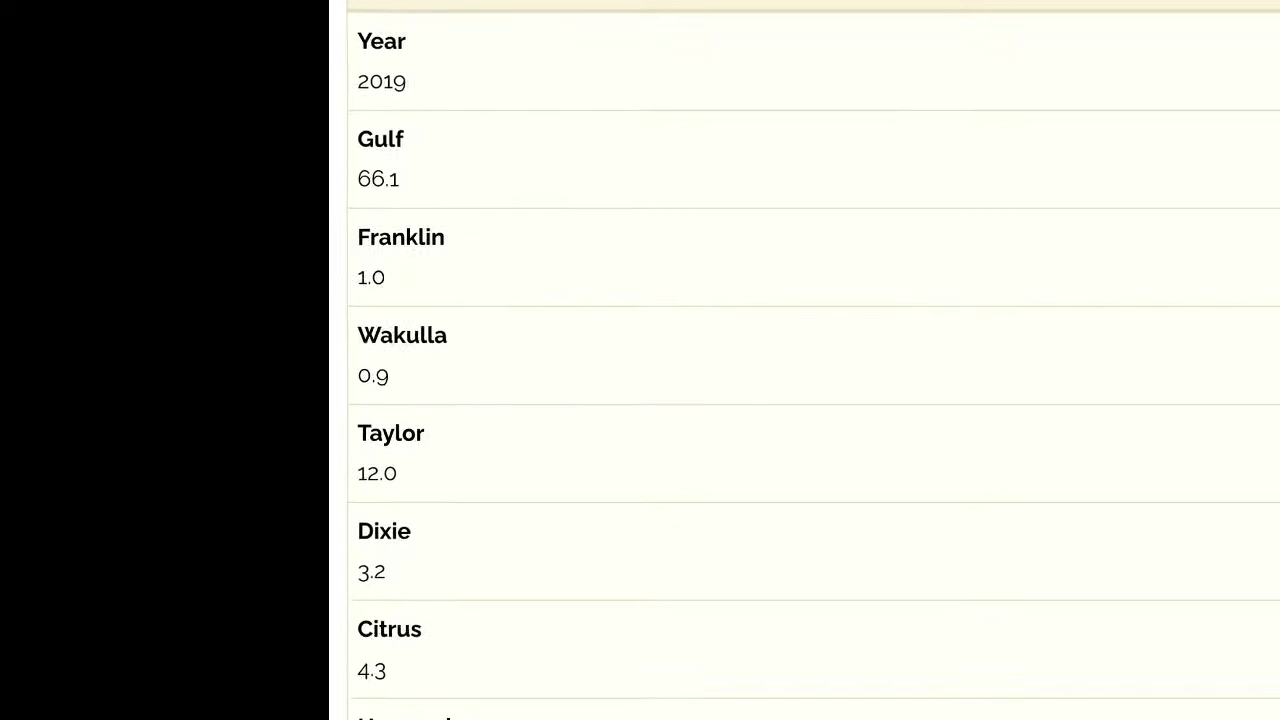 Year
2019
Gulf
66.1
Franklin
1.0
Wakulla
0.9
Taylor
12.0
Dixie
3.2
Citrus
4.3